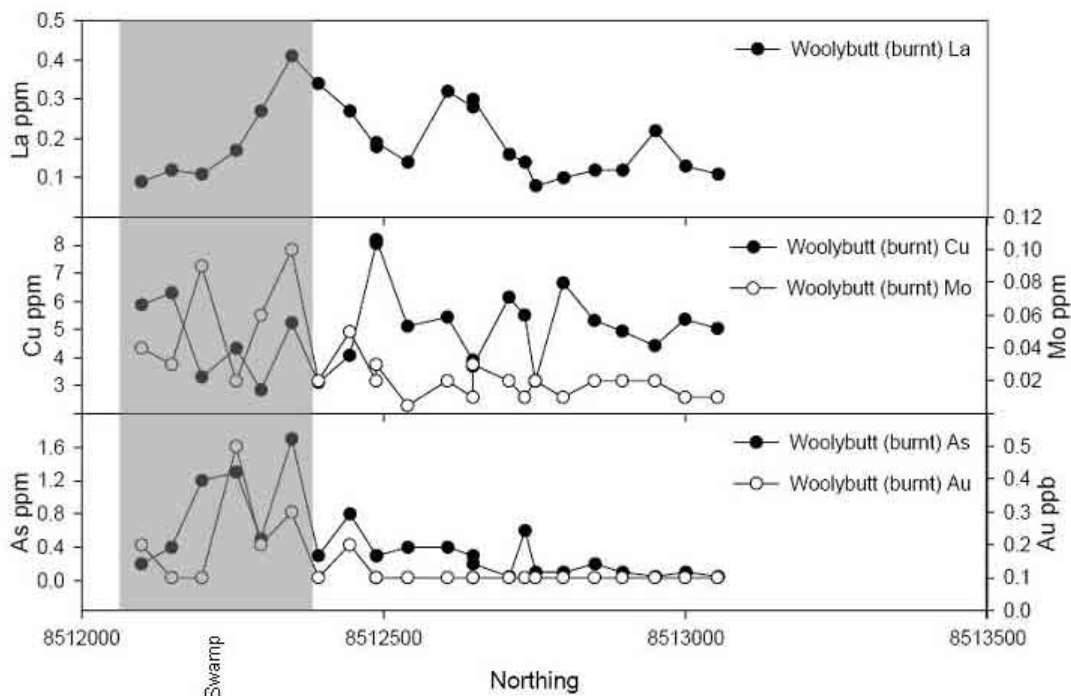 0.5
0.4
0.3
0.2
0.1
La ppm
Woolybutt (burnt) La
8
7
6
5
4
3
Cu ppm
Woolybutt (burnt) Cu
Woolybutt (burnt) Mo
0.12
0.10
0.08
0.06
0.04
0.02
Mo ppm
1.6
1.2
0.8
0.4
0.0
As ppm
Woolybutt (burnt) As
Woolybutt (burnt) Au
0.5
0.4
0.3
0.2
0.1
0.0
Au ppb
8512000 8512500 8513000 8513500
Swamp
Northing